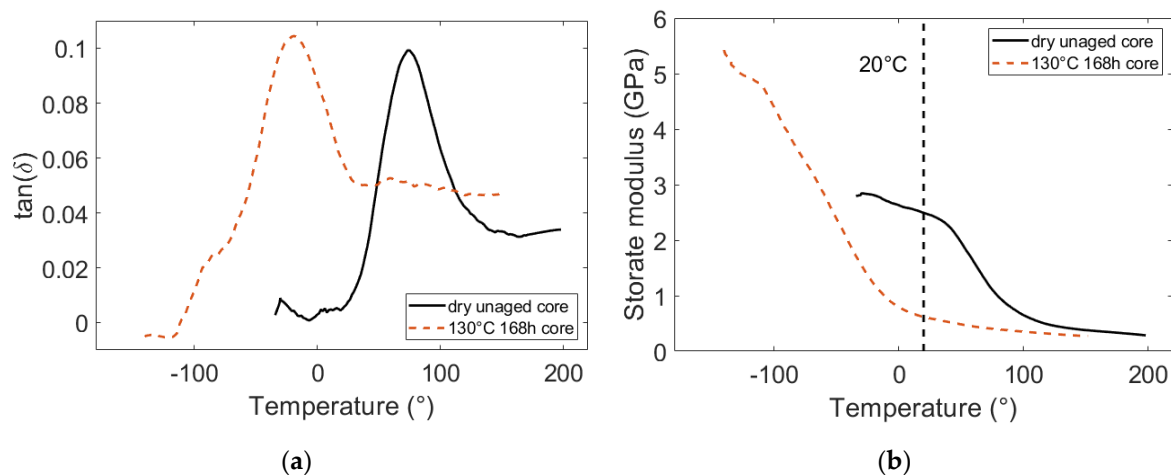 0.1
0.08
0.06
0.04
0.02
0
tan(δ)
-100 0 100 200
Temperature (°)
dry unaged core
130°C 168h core
(a)
6
5
4
3
2
1
0
Storate modulus (GPa)
20°C
dry unaged core
130°C 168h core
-100 0 100 200
Temperature (°)
(b)